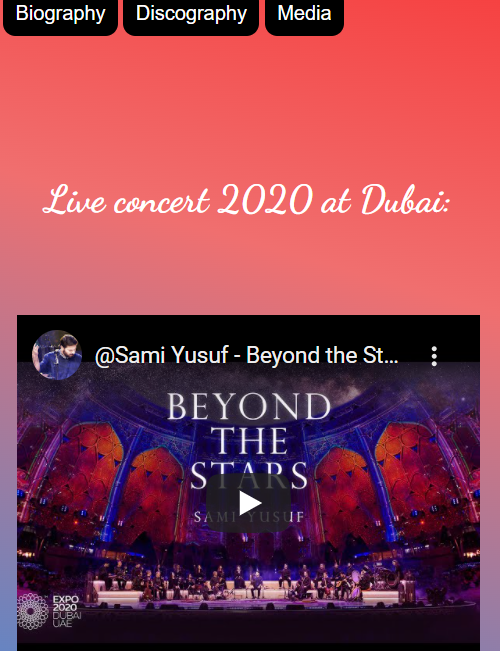 Biography Discography Media
Live concert 2020 at Dubai:
@Sami Yusuf - Beyond the St...
BEYOND
THE
STARS
SAMI YUSUF
EXPO
2020
DUBAI
UAE